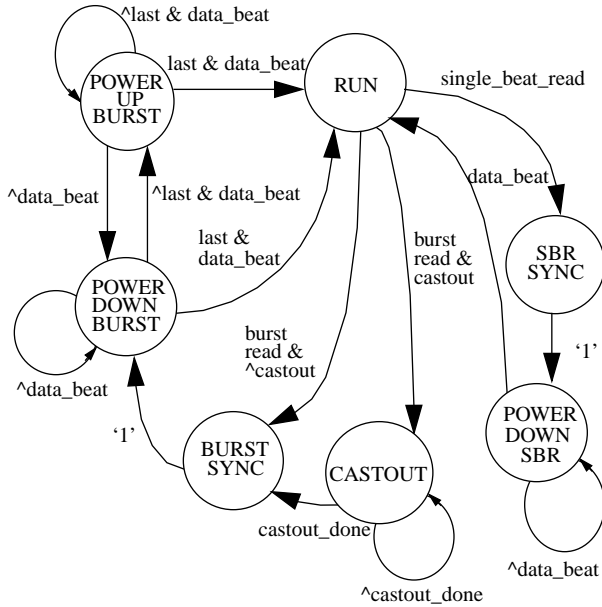 ^last & data_beat
last & data_beat
POWER
UP
BURST
RUN
single_beat_read
^data_beat
^last & data_beat
data_beat
last &
data_beat
burst
read &
castout
SBR
SYNC
POWER
DOWN
BURST
^data_beat
burst
read &
^castout
‘1’
‘1’
BURST
SYNC
CASTOUT
POWER
DOWN
SBR
castout_done
^castout_done
^data_beat